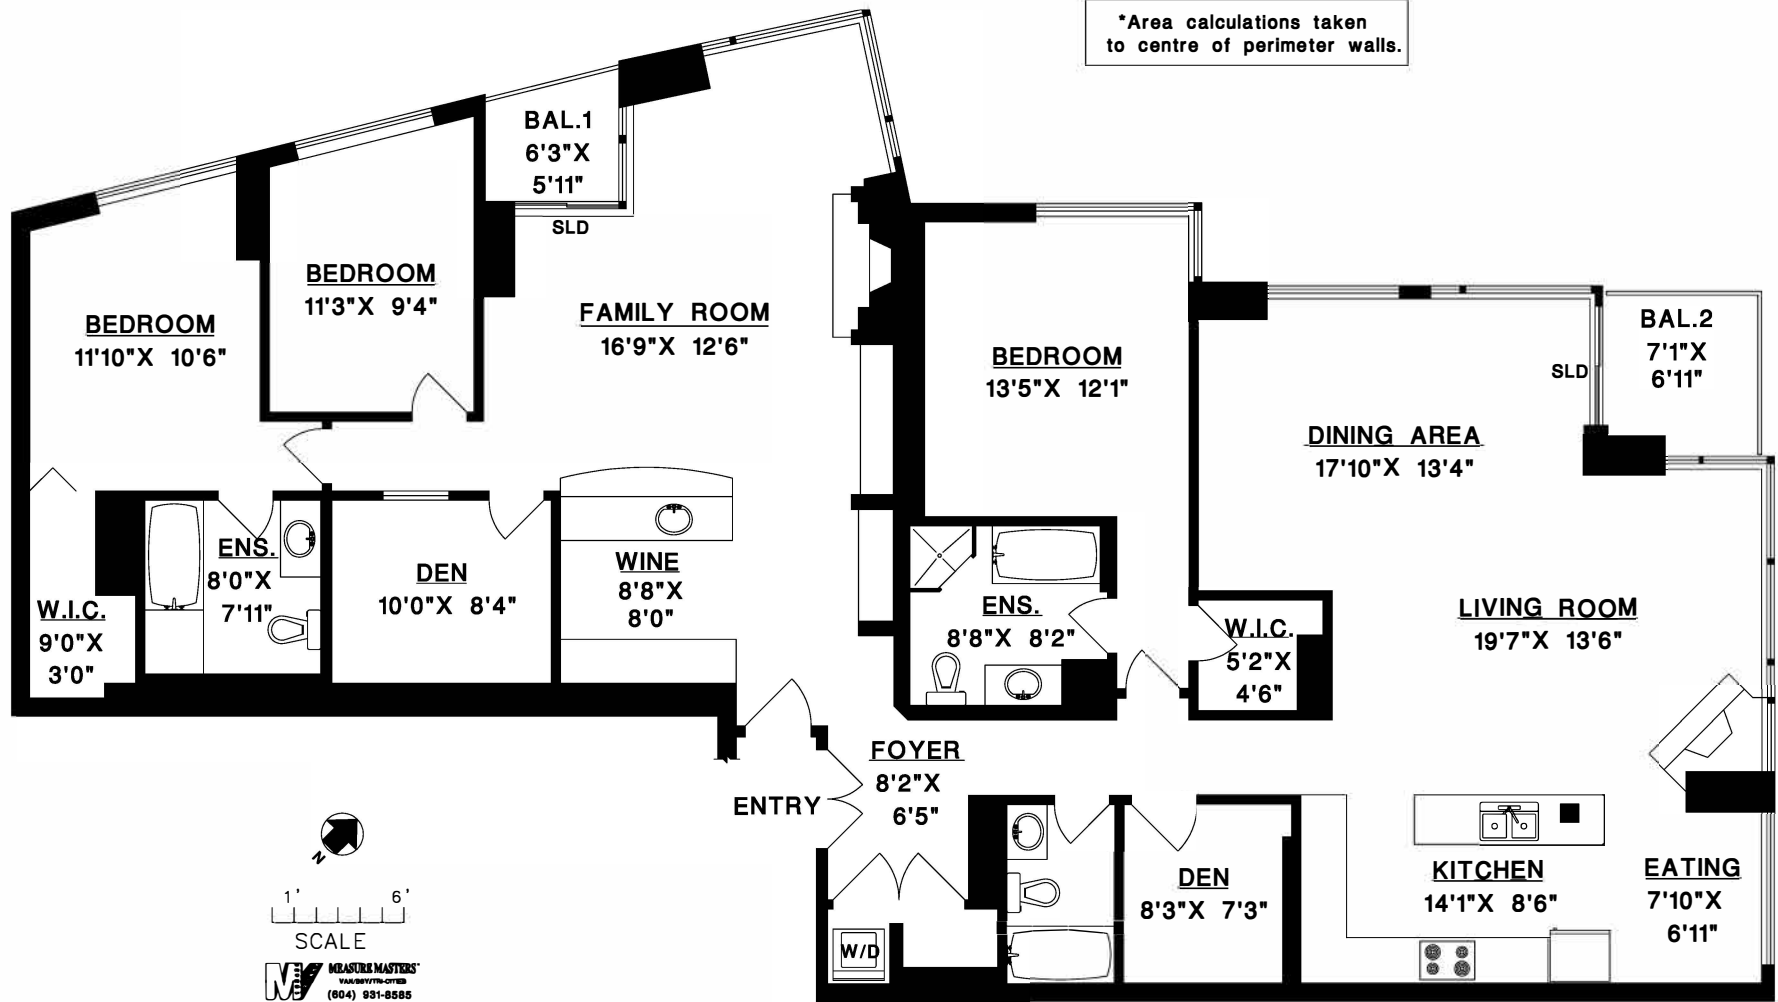 *Area calculations taken
to centre of perimeter walls.
BAL.1
6'3"X
5'11"
SLD
BEDROOM
11'3"X 9'4"
BEDROOM
11'10"X 10'6"
FAMILY ROOM
16'9"X 12'6"
BEDROOM
13'5"X 12'1"
BAL.2
7'1"X
6'11"
SLD
DINING AREA
17'10"X 13'4"
ENS.
8'0"X
7'11"
DEN
10'0"X 8'4"
WINE
8'8"X
8'0"
W.I.C.
9'0"X
3'0"
ENS.
8'8"X 8'2"
W.I.C.
5'2"X
4'6"
LIVING ROOM
19'7"X 13'6"
FOYER
8'2"X
6'5"
ENTRY
KITCHEN
14'1"X 8'6"
EATING
7'10"X
6'11"
DEN
8'3"X 7'3"
W/D
N
1' 6'
SCALE
MEASURE MASTERS
VAN/BBY/TRI-CITIES
(604) 931-8585